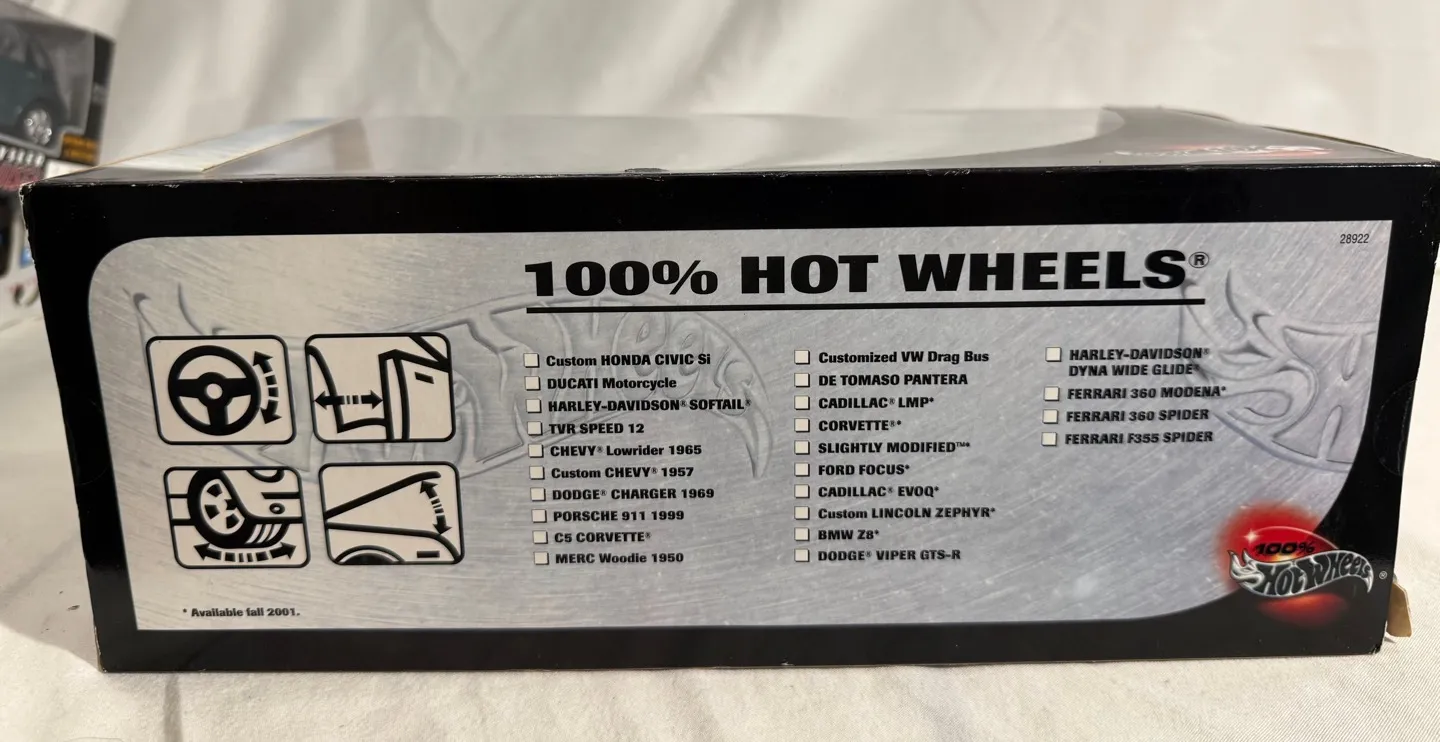 28922
100% HOT WHEELS®
Custom HONDA CIVIC Si
DUCATI Motorcycle
HARLEY-DAVIDSON® SOFTAIL®
TVR SPEED 12
CHEVY® Lowrider 1965
Custom CHEVY® 1957
DODGE® CHARGER 1969
PORSCHE 911 1999
C5 CORVETTE®
MERC Woodie 1950
Customized VW Drag Bus
DE TOMASO PANTERA
CADILLAC® LMP*
CORVETTE®*
SLIGHTLY MODIFIED™*
FORD FOCUS*
CADILLAC® EVOQ*
Custom LINCOLN ZEPHYR*
BMW Z8*
DODGE® VIPER GTS-R
HARLEY-DAVIDSON®
DYNA WIDE GLIDE*
FERRARI 360 MODENA*
FERRARI 360 SPIDER
FERRARI F355 SPIDER
* Available fall 2001.
100%
Hot Wheels®